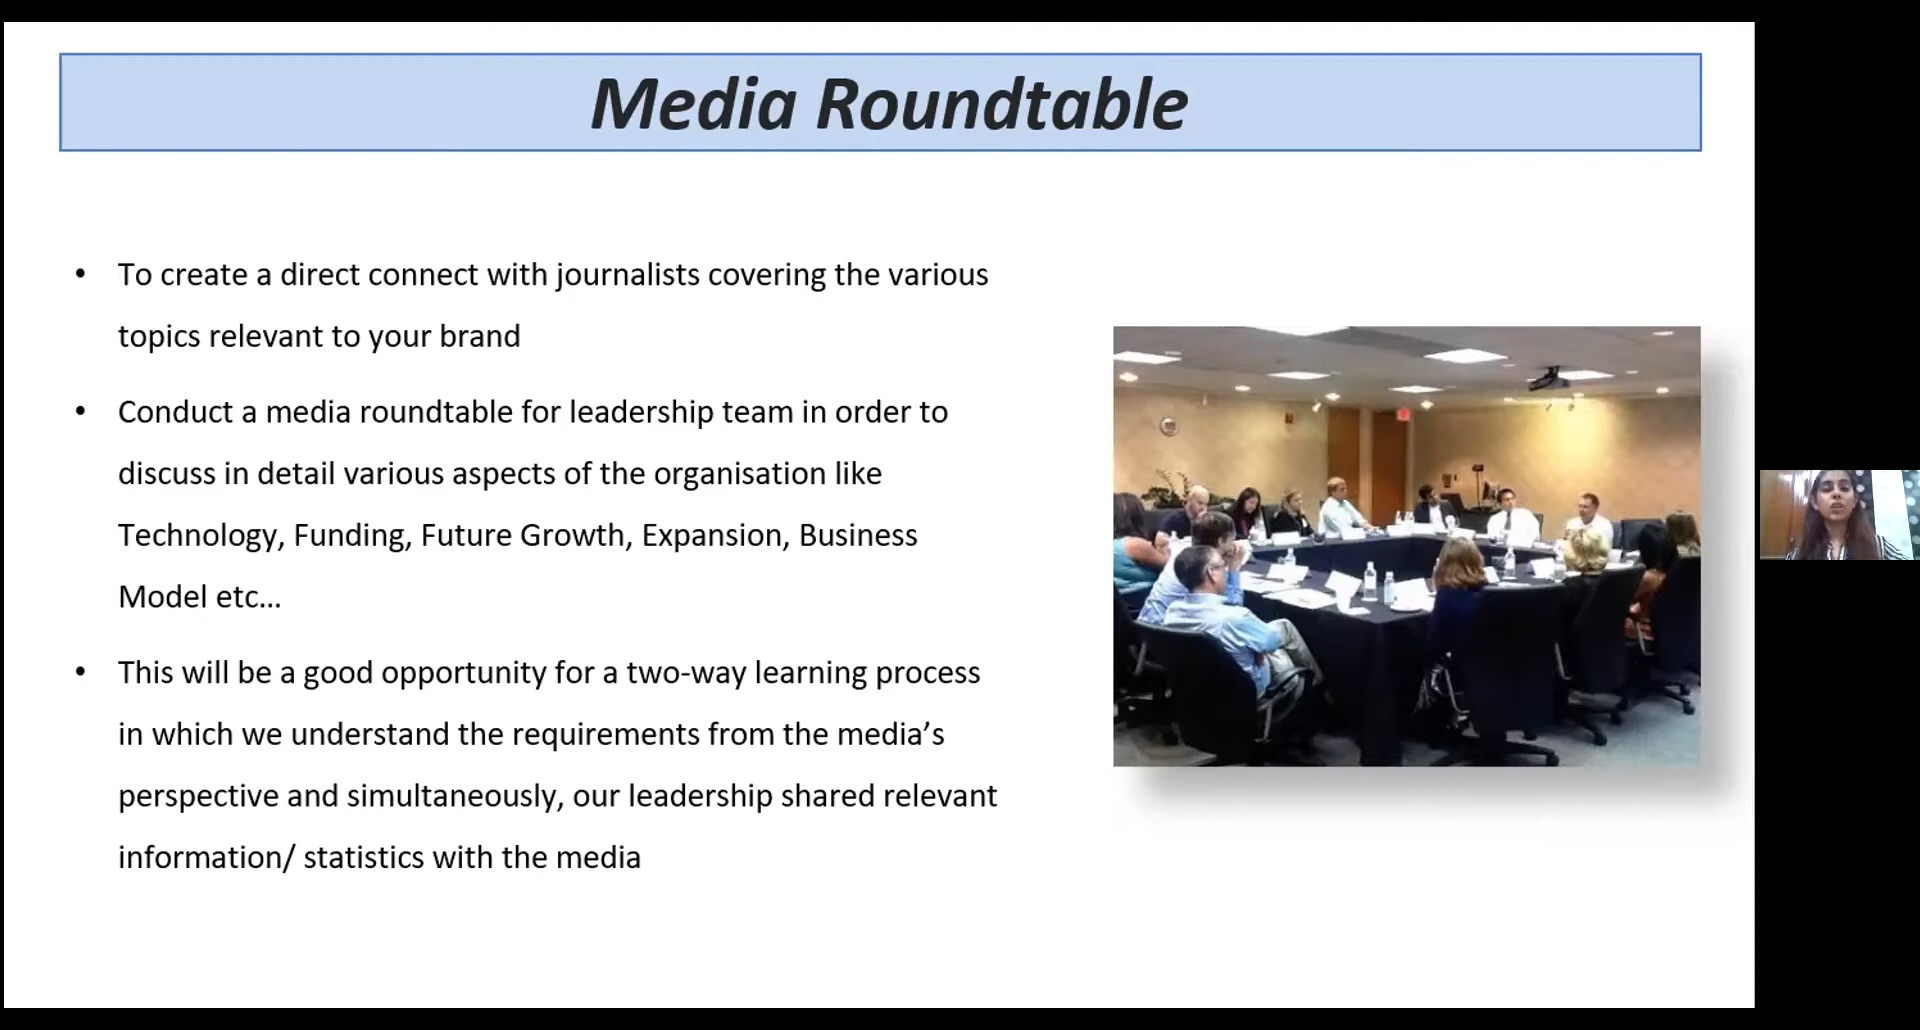 Media Roundtable
• To create a direct connect with journalists covering the various
topics relevant to your brand
• Conduct a media roundtable for leadership team in order to
discuss in detail various aspects of the organisation like
Technology, Funding, Future Growth, Expansion, Business
Model etc...
• This will be a good opportunity for a two-way learning process
in which we understand the requirements from the media’s
perspective and simultaneously, our leadership shared relevant
information/ statistics with the media